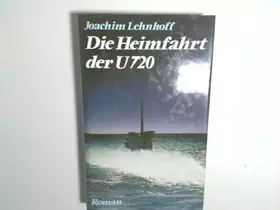 Joachim Lehnhoff
Die Heimfahrt
der U 720
Roman